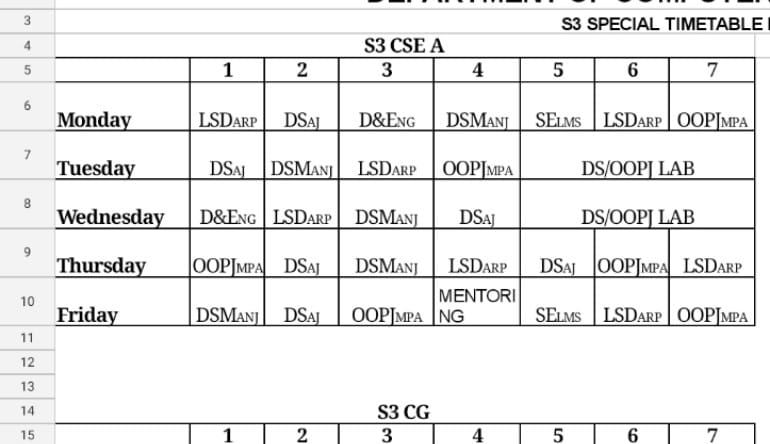 3 S3 SPECIAL TIMETABLE
4 S3 CSE A
5 1 2 3 4 5 6 7
6 Monday LSDARP DSAJ D&ENG DSMANJ SELMS LSDARP OOPJMPA
7 Tuesday DSAJ DSMANJ LSDARP OOPJMPA DS/OOPJ LAB
8 Wednesday D&ENG LSDARP DSMANJ DSAJ DS/OOPJ LAB
9 Thursday OOPJMPA DSAJ DSMANJ LSDARP DSAJ OOPJMPA LSDARP
10 Friday DSMANJ DSAJ OOPJMPA MENTORI
NG SELMS LSDARP OOPJMPA
11
12
13
14 S3 CG
15 1 2 3 4 5 6 7